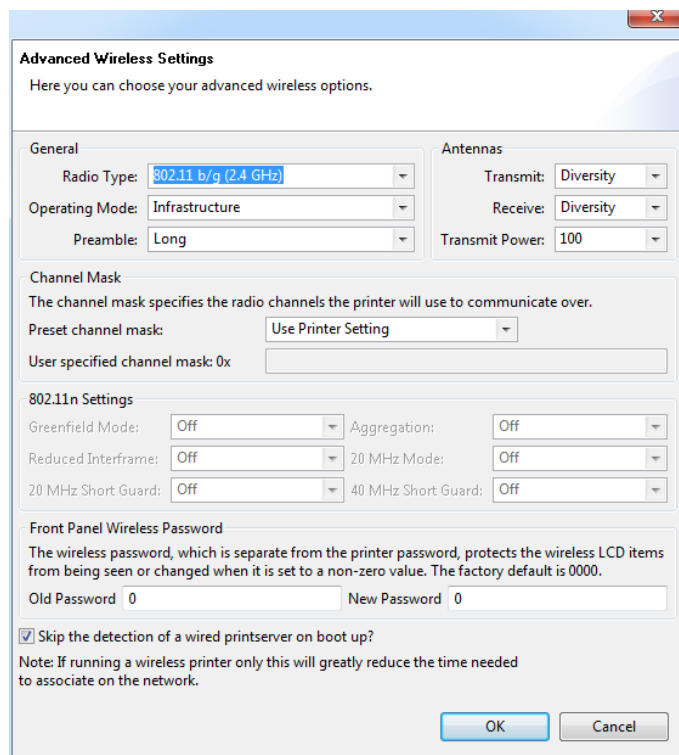 Advanced Wireless Settings
Here you can choose your advanced wireless options.
General
Radio Type: 802.11 b/g (2.4 GHz)
Operating Mode: Infrastructure
Preamble: Long
Antennas
Transmit: Diversity
Receive: Diversity
Transmit Power: 100
Channel Mask
The channel mask specifies the radio channels the printer will use to communicate over.
Preset channel mask: Use Printer Setting
User specified channel mask: 0x
802.11n Settings
Greenfield Mode: Off Aggregation: Off
Reduced Interframe: Off 20 MHz Mode: Off
20 MHz Short Guard: Off 40 MHz Short Guard: Off
Front Panel Wireless Password
The wireless password, which is separate from the printer password, protects the wireless LCD items
from being seen or changed when it is set to a non-zero value. The factory default is 0000.
Old Password 0 New Password 0
Skip the detection of a wired printserver on boot up?
Note: If running a wireless printer only this will greatly reduce the time needed
to associate on the network.
OK Cancel